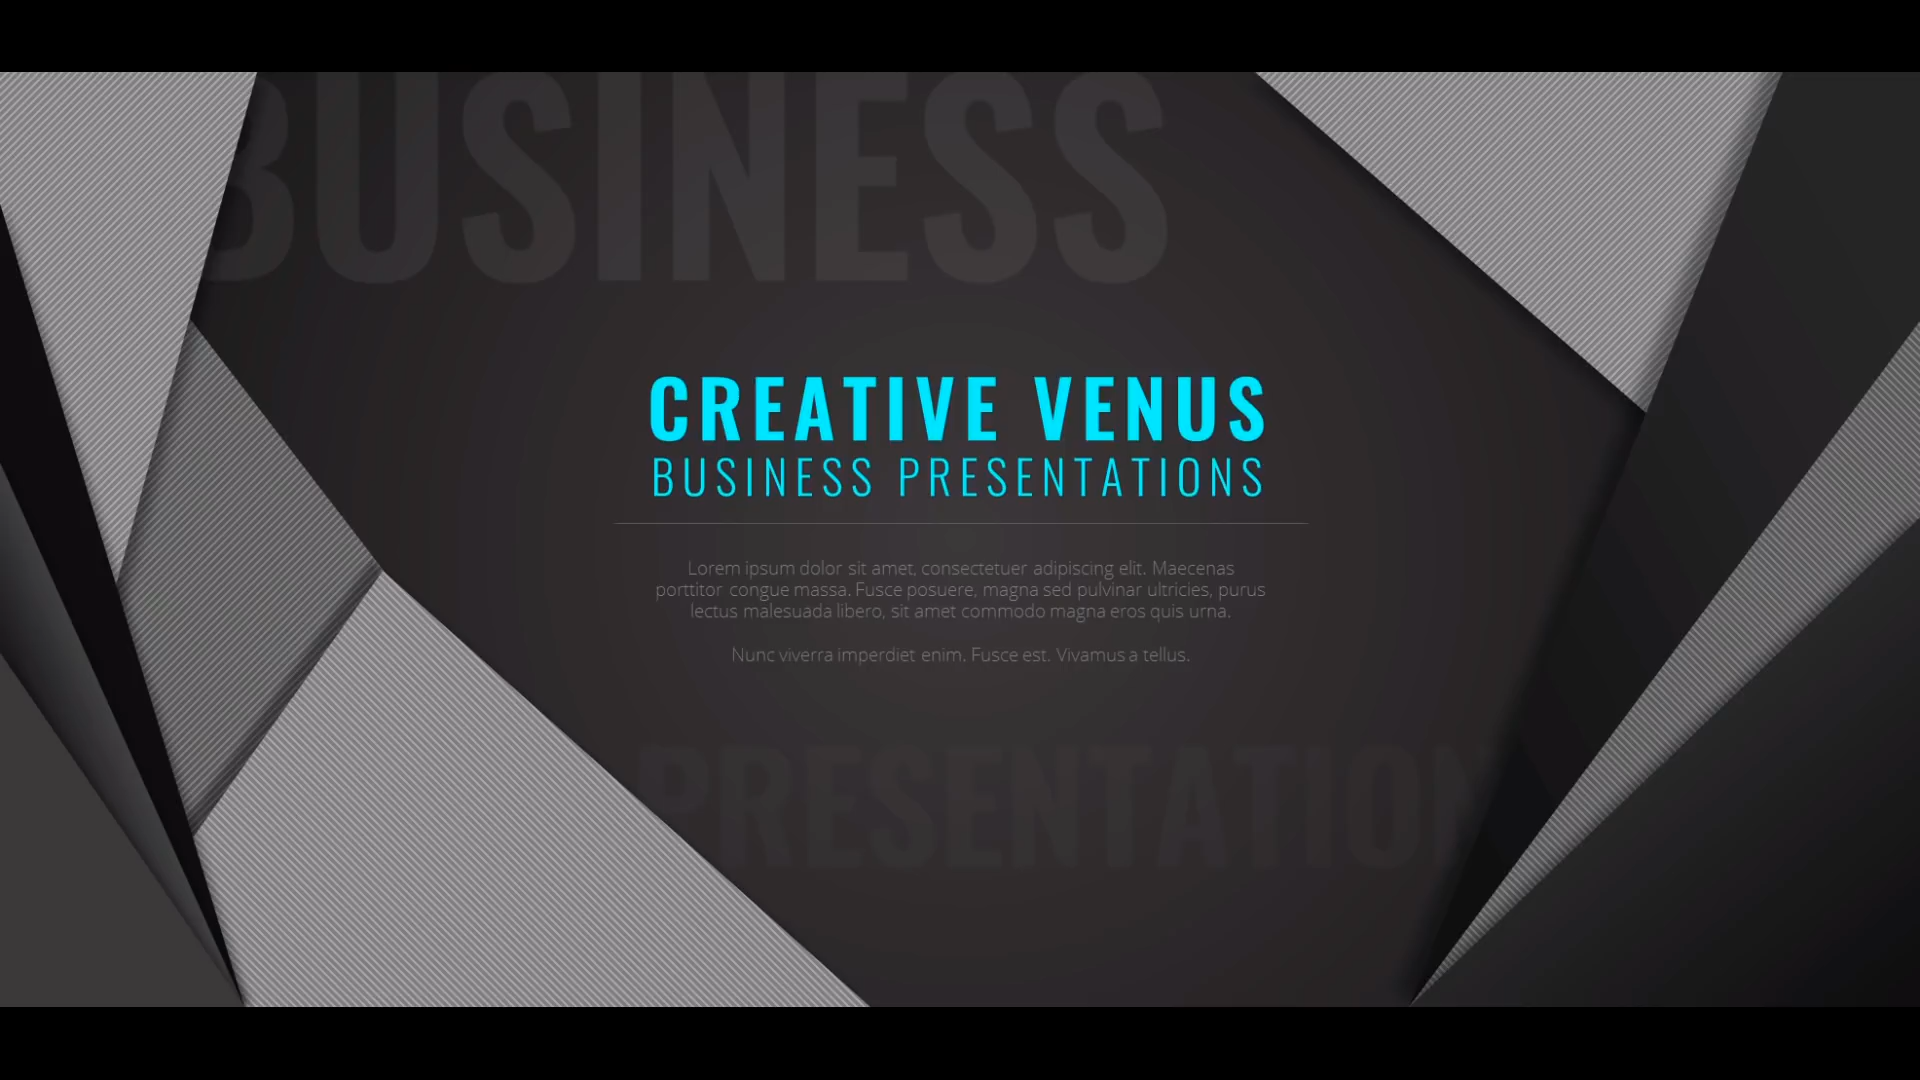 BUSINESS
CREATIVE VENUS
BUSINESS PRESENTATIONS
Lorem ipsum dolor sit amet, consectetuer adipiscing elit. Maecenas
porttitor congue massa. Fusce posuere, magna sed pulvinar ultricies, purus
lectus malesuada libero, sit amet commodo magna eros quis urna.
Nunc viverra imperdiet enim. Fusce est. Vivamus a tellus.
PRESENTATION